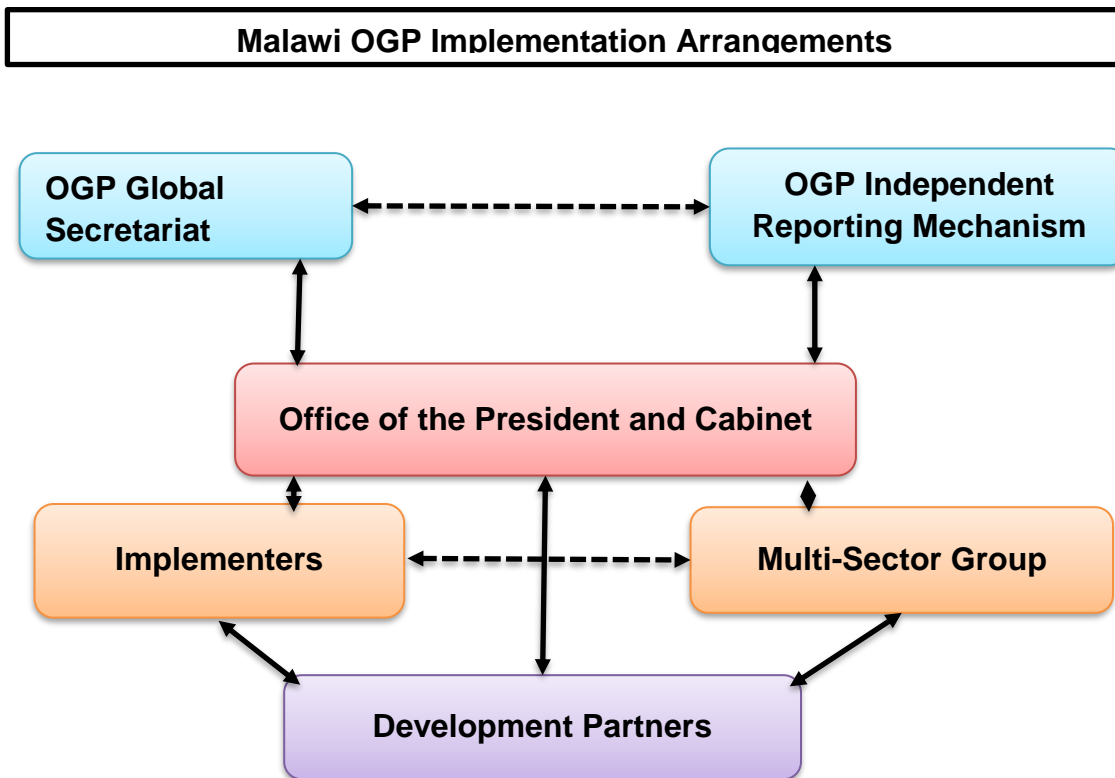 Malawi OGP Implementation Arrangements
OGP Global
Secretariat
OGP Independent
Reporting Mechanism
Office of the President and Cabinet
Implementers
Multi-Sector Group
Development Partners